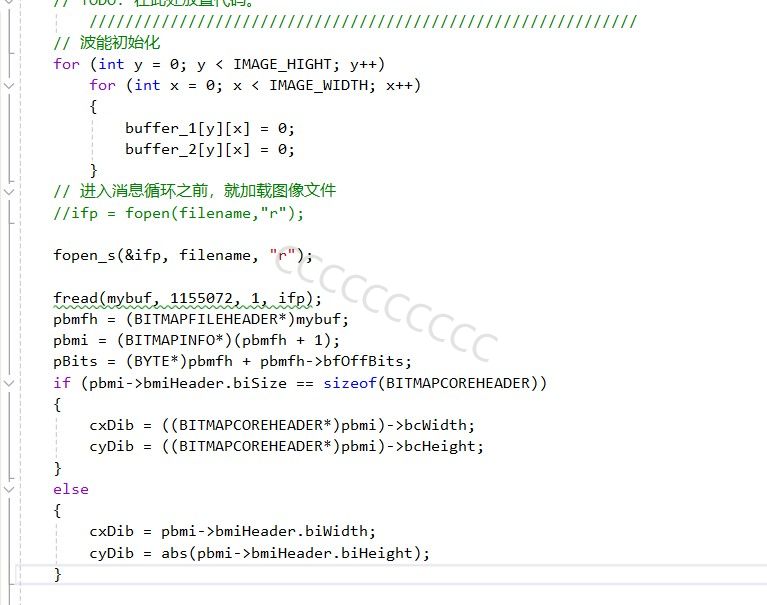 // TODO: 在此处放置代码。
/////////////////////////////////////////////////////////////
// 波能初始化
for (int y = 0; y < IMAGE_HIGHT; y++)
for (int x = 0; x < IMAGE_WIDTH; x++)
{
buffer_1[y][x] = 0;
buffer_2[y][x] = 0;
}
// 进入消息循环之前，就加载图像文件
//ifp = fopen(filename,"r");
fopen_s(&ifp, filename, "r");
fread(mybuf, 1155072, 1, ifp);
pbmfh = (BITMAPFILEHEADER*)mybuf;
pbmi = (BITMAPINFO*)(pbmfh + 1);
pBits = (BYTE*)pbmfh + pbmfh->bfOffBits;
if (pbmi->bmiHeader.biSize == sizeof(BITMAPCOREHEADER))
{
cxDib = ((BITMAPCOREHEADER*)pbmi)->bcWidth;
cyDib = ((BITMAPCOREHEADER*)pbmi)->bcHeight;
}
else
{
cxDib = pbmi->bmiHeader.biWidth;
cyDib = abs(pbmi->bmiHeader.biHeight);
}
ccccccccccc